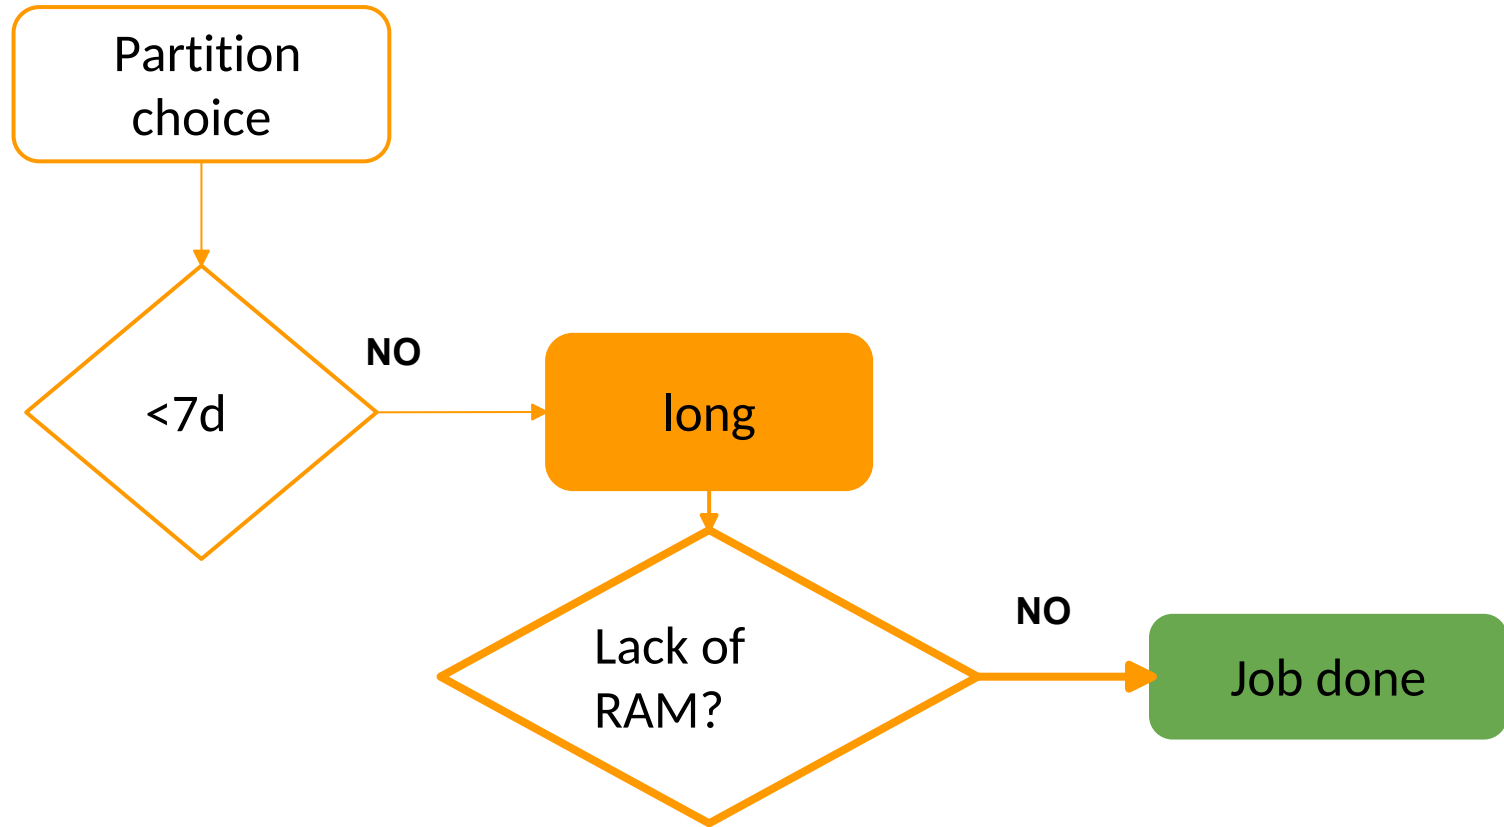 Partition
choice
NO
<7d
long
NO
Lack of
RAM?
Job done